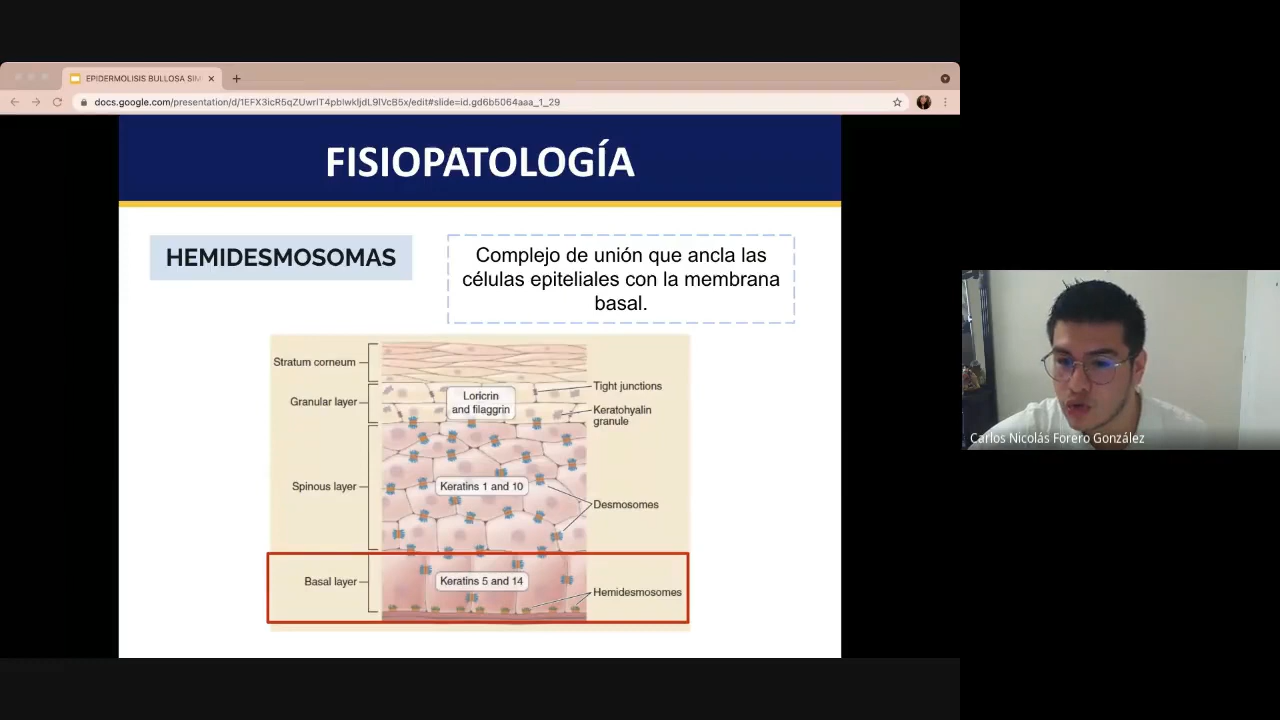 EPIDERMOLISIS BULLOSA SIM
docs.google.com/presentation/d/1EFX3icR5qZUwrlT4pblwkljdL9lVcB5x/edit#slide=id.gd6b5064aaa_1_29
FISIOPATOLOGÍA
HEMIDESMOSOMAS
Complejo de unión que ancla las
células epiteliales con la membrana
basal.
Stratum corneum
Granular layer
Spinous layer
Basal layer
Loricrin
and filaggrin
Keratins 1 and 10
Keratins 5 and 14
Tight junctions
Keratohyalin
granule
Desmosomes
Hemidesmosomes
Carlos Nicolás Forero González